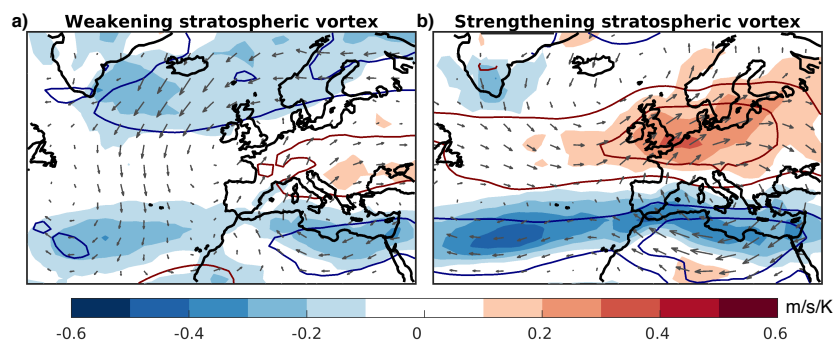 a) Weakening stratospheric vortex
b) Strengthening stratospheric vortex
m/s/K
-0.6 -0.4 -0.2 0 0.2 0.4 0.6